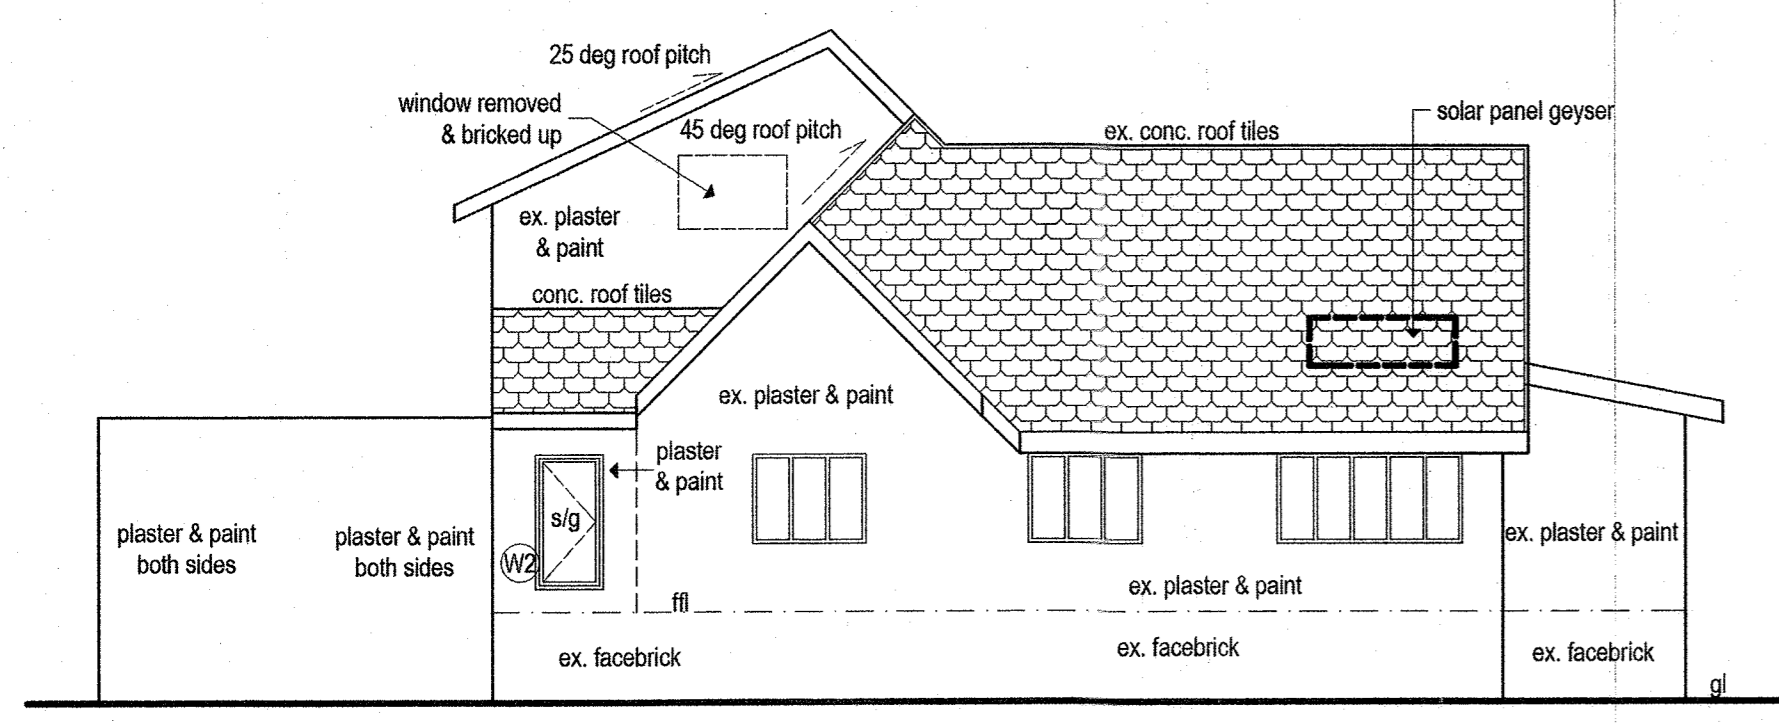 25 deg roof pitch
window removed
& bricked up
45 deg roof pitch
ex. conc. roof tiles
solar panel geyser
ex. plaster
& paint
conc. roof tiles
ex. plaster & paint
plaster
& paint
s/g
W2
plaster & paint
both sides
plaster & paint
both sides
ex. plaster & paint
ex. plaster & paint
ffl
ex. facebrick
ex. facebrick
ex. facebrick
gl